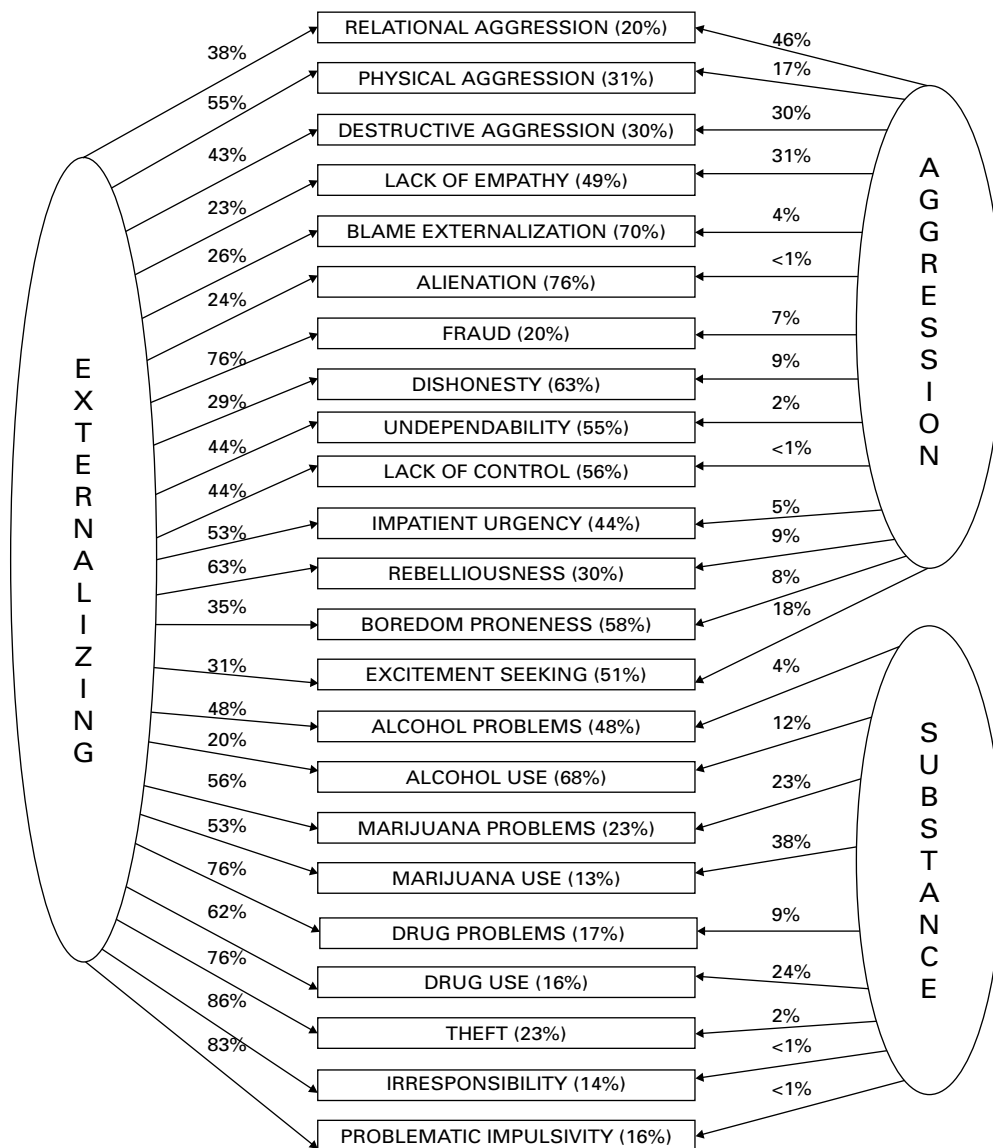 RELATIONAL AGGRESSION (20%)
38%
46%
PHYSICAL AGGRESSION (31%)
55%
17%
DESTRUCTIVE AGGRESSION (30%)
43%
30%
LACK OF EMPATHY (49%)
23%
31%
BLAME EXTERNALIZATION (70%)
26%
4%
ALIENATION (76%)
24%
<1%
FRAUD (20%)
76%
7%
DISHONESTY (63%)
29%
9%
UNDEPENDABILITY (55%)
44%
2%
LACK OF CONTROL (56%)
44%
<1%
IMPATIENT URGENCY (44%)
53%
5%
REBELLIOUSNESS (30%)
63%
9%
BOREDOM PRONENESS (58%)
35%
8%
EXCITEMENT SEEKING (51%)
31%
18%
ALCOHOL PROBLEMS (48%)
48%
4%
ALCOHOL USE (68%)
20%
12%
MARIJUANA PROBLEMS (23%)
56%
23%
MARIJUANA USE (13%)
53%
38%
DRUG PROBLEMS (17%)
76%
9%
DRUG USE (16%)
62%
24%
THEFT (23%)
76%
2%
IRRESPONSIBILITY (14%)
86%
<1%
PROBLEMATIC IMPULSIVITY (16%)
83%
<1%
EXTERNALIZING
AGGRESSION
SUBSTANCE